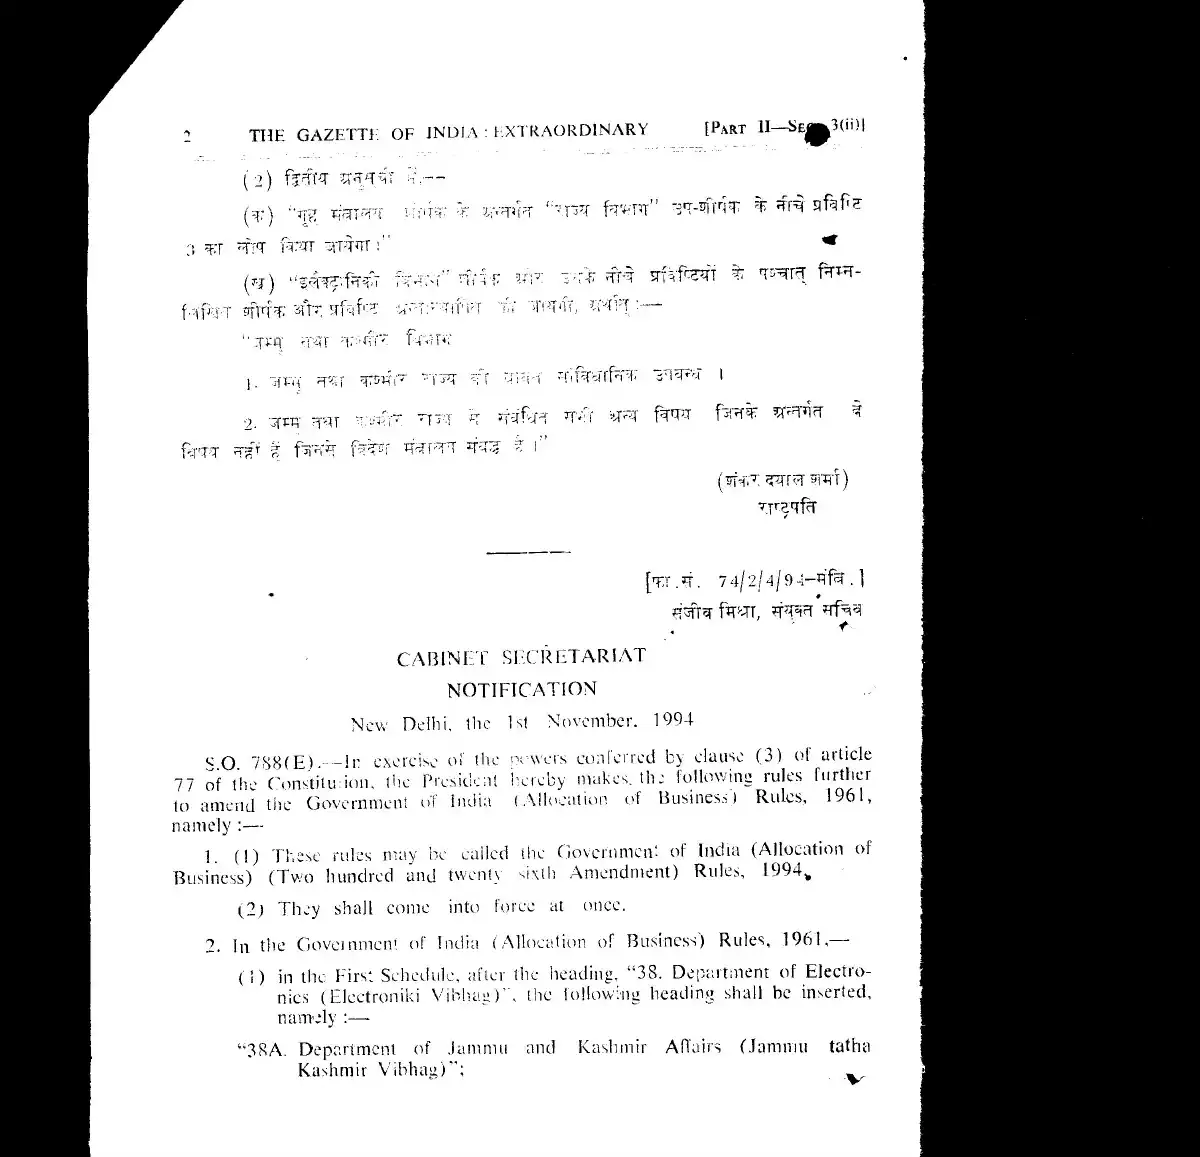 2 THE GAZETTE OF INDIA : EXTRAORDINARY [PART II—SEC. 3(ii)]
(2) द्वितीय अनुसूची में,--
(क) "गृह मंत्रालय शीर्षक के अन्तर्गत "राज्य विभाग" उप-शीर्षक के नीचे प्रविष्टि
3 का लोप किया जायेगा।"
(ख) "इलैक्ट्रानिकी विभाग" शीर्षक और उसके नीचे प्रविष्टियों के पश्चात् निम्न-
लिखित शीर्षक और प्रविष्टि अन्तःस्थापित की जायगी, अर्थात् :—
"जम्मू तथा कश्मीर विभाग
1. जम्मू तथा कश्मीर राज्य की बाबत सांविधानिक उपबन्ध ।
2. जम्मू तथा कश्मीर राज्य से संबंधित सभी अन्य विषय जिनके अन्तर्गत वे
विषय नहीं हैं जिनसे विदेश मंत्रालय संबद्ध है।"
(शंकर दयाल शर्मा)
राष्ट्रपति
[फा.सं. 74/2/4/94-मंवि.]
संजीव मिश्रा, संयुक्त सचिव
CABINET SECRETARIAT
NOTIFICATION
New Delhi, the 1st November, 1994
S.O. 788(E).—In exercise of the powers conferred by clause (3) of article
77 of the Constitution, the President hereby makes the following rules further
to amend the Government of India (Allocation of Business) Rules, 1961,
namely :—
1. (1) These rules may be called the Government of India (Allocation of
Business) (Two hundred and twenty sixth Amendment) Rules, 1994.
(2) They shall come into force at once.
2. In the Government of India (Allocation of Business) Rules, 1961,—
(1) in the First Schedule, after the heading, "38. Department of Electro-
nics (Electroniki Vibhag)", the following heading shall be inserted,
namely :—
"38A. Department of Jammu and Kashmir Affairs (Jammu tatha
Kashmir Vibhag)";